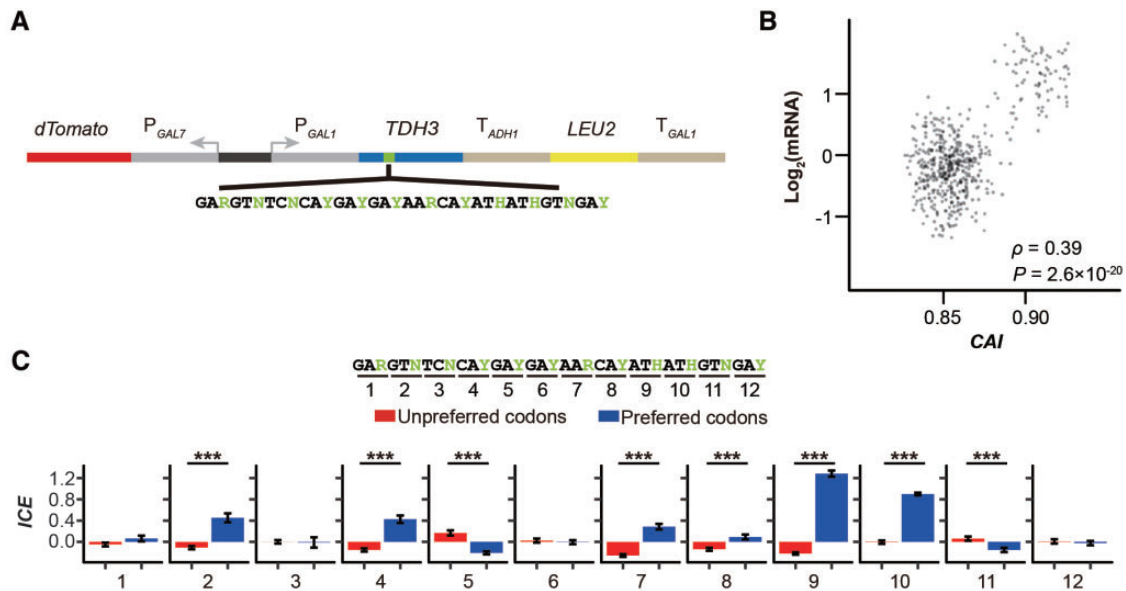 A
dTomato PGAL7 PGAL1 TDH3 TADH1 LEU2 TGAL1
GARGTNTCNCAYGAYGAYAARCAYATHATHGTNGAY
B
Log2(mRNA)
1
0
-1
ρ = 0.39
P = 2.6×10-20
0.85 0.90
CAI
C
GARGTNTCNCAYGAYGAYAARCAYATHATHGTNGAY
1 2 3 4 5 6 7 8 9 10 11 12
Unpreferred codons Preferred codons
*** *** *** *** *** *** *** ***
ICE
1.2
0.8
0.4
0.0
1 2 3 4 5 6 7 8 9 10 11 12